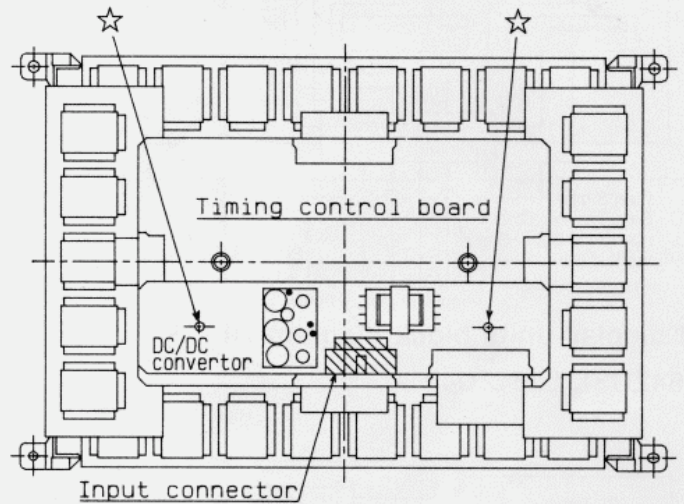 ☆ ☆
Timing control board
DC/DC
convertor
Input connector